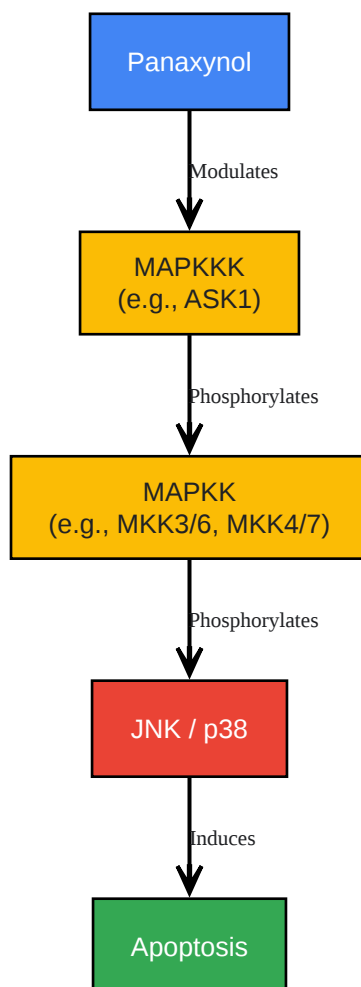 Panaxynol
Modulates
MAPKKK
(e.g., ASK1)
Phosphorylates
MAPKK
(e.g., MKK3/6, MKK4/7)
Phosphorylates
JNK / p38
Induces
Apoptosis